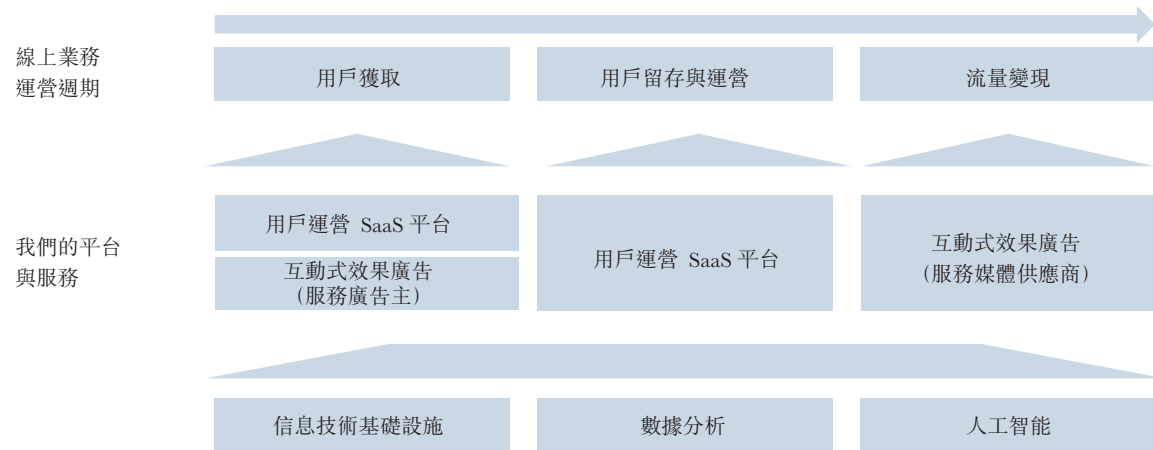 線上業務
運營週期
用戶獲取
用戶留存與運營
流量變現
我們的平台
與服務
用戶運營 SaaS 平台
互動式效果廣告
(服務廣告主)
用戶運營 SaaS 平台
互動式效果廣告
(服務媒體供應商)
信息技術基礎設施
數據分析
人工智能